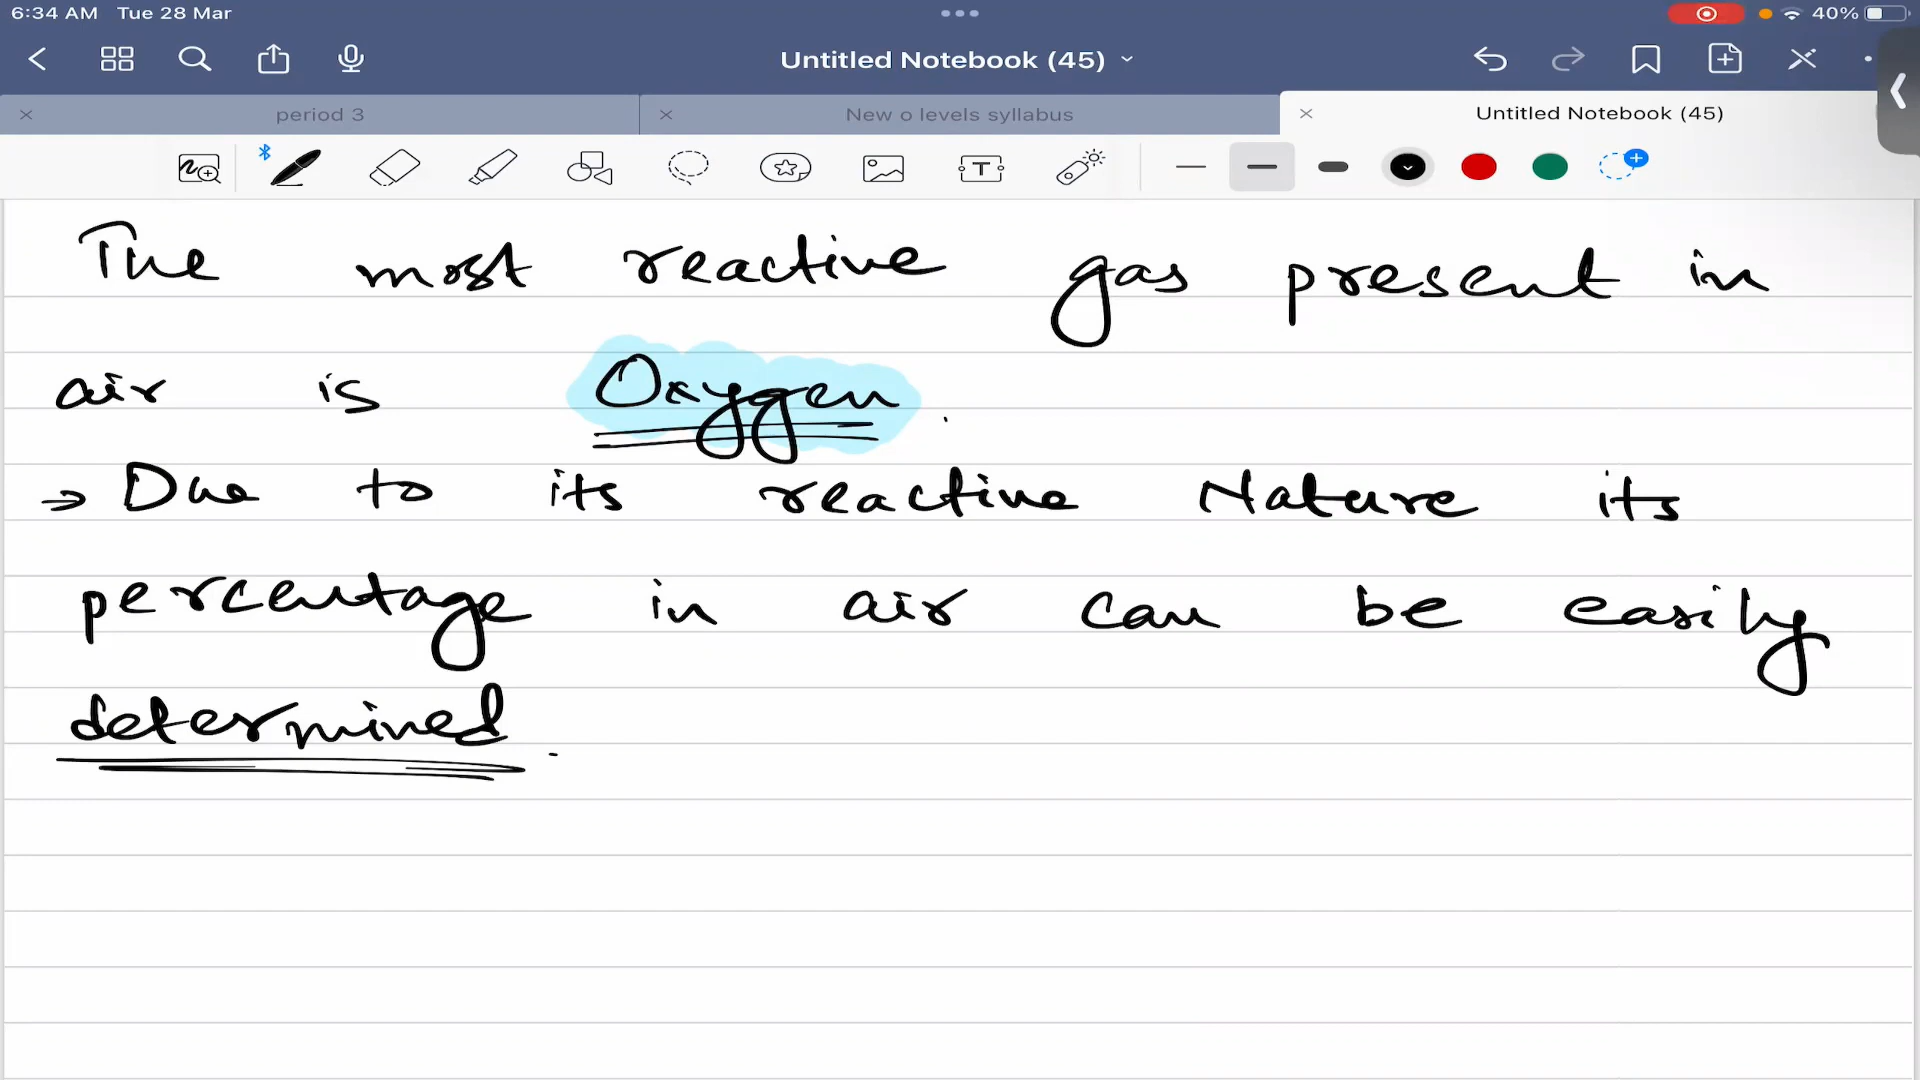 6:34 AM Tue 28 Mar
40%
Untitled Notebook (45)
period 3
New o levels syllabus
Untitled Notebook (45)
The most reactive gas present in
air is Oxygen.
→ Due to its reactive Nature its
percentage in air can be easily
determined.